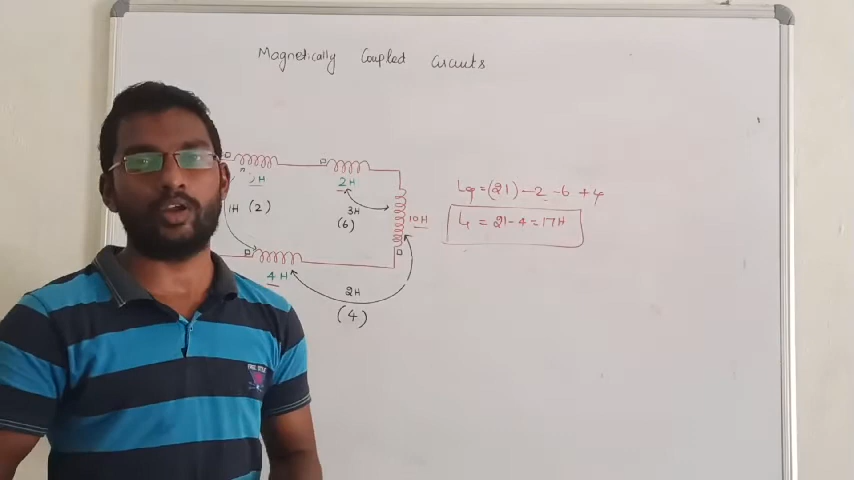 Magnetically Coupled Circuits
2H
3H
(6)
10H
1H (2)
4H
2H
(4)
Leq = (21) - 2 - 6 + 4
= 21 - 4 = 17H